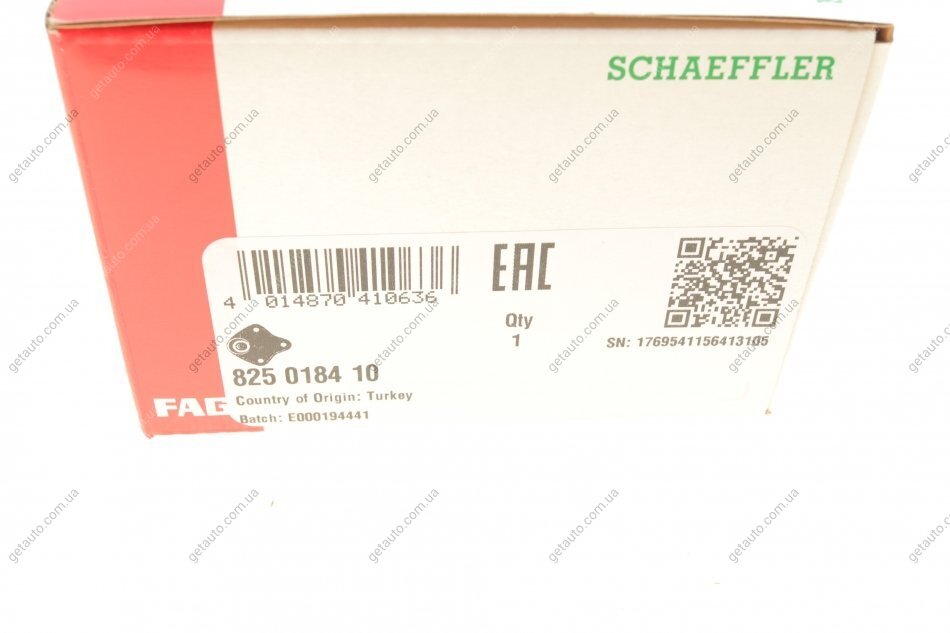 SCHAEFFLER
EAC
4 014870 410636
Qty
1
SN: 1769541156413105
825 0184 10
Country of Origin: Turkey
FAG
Batch: E000194441
getauto.com.ua